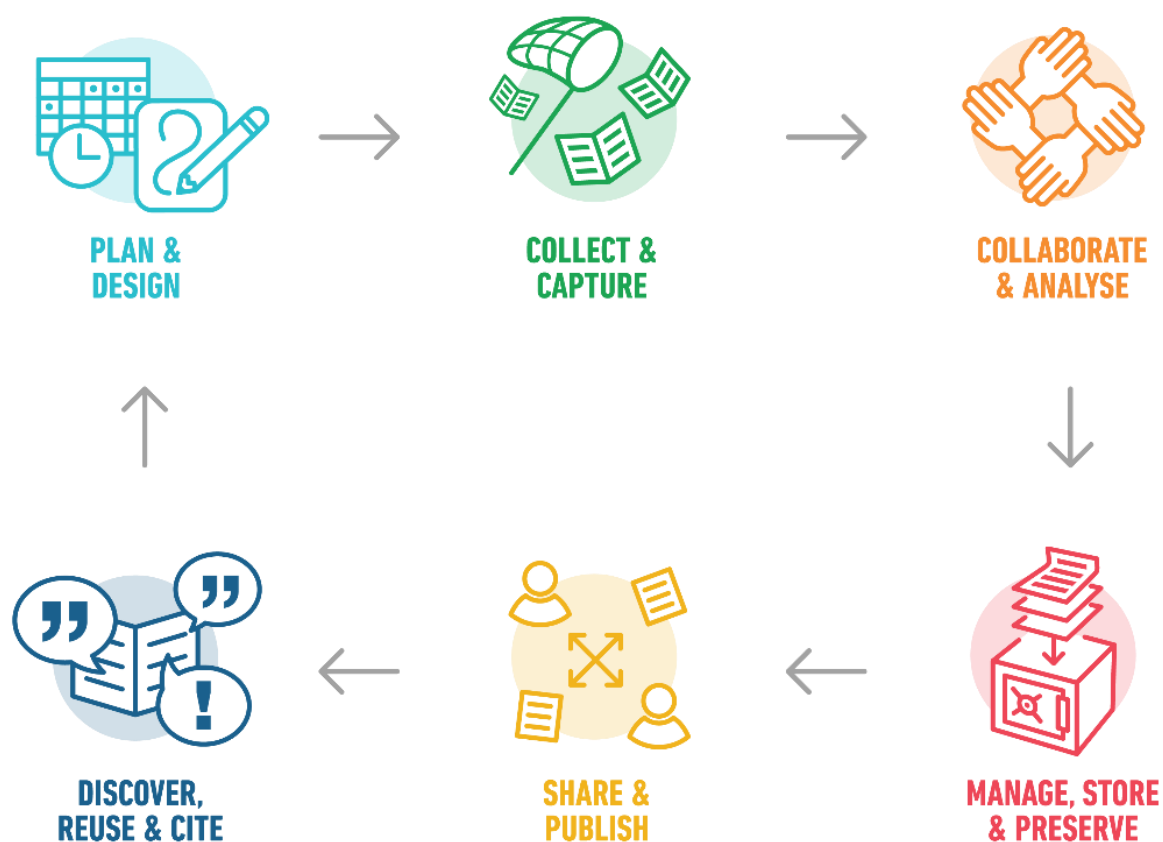 PLAN &
DESIGN
COLLECT &
CAPTURE
COLLABORATE
& ANALYSE
DISCOVER,
REUSE & CITE
SHARE &
PUBLISH
MANAGE, STORE
& PRESERVE